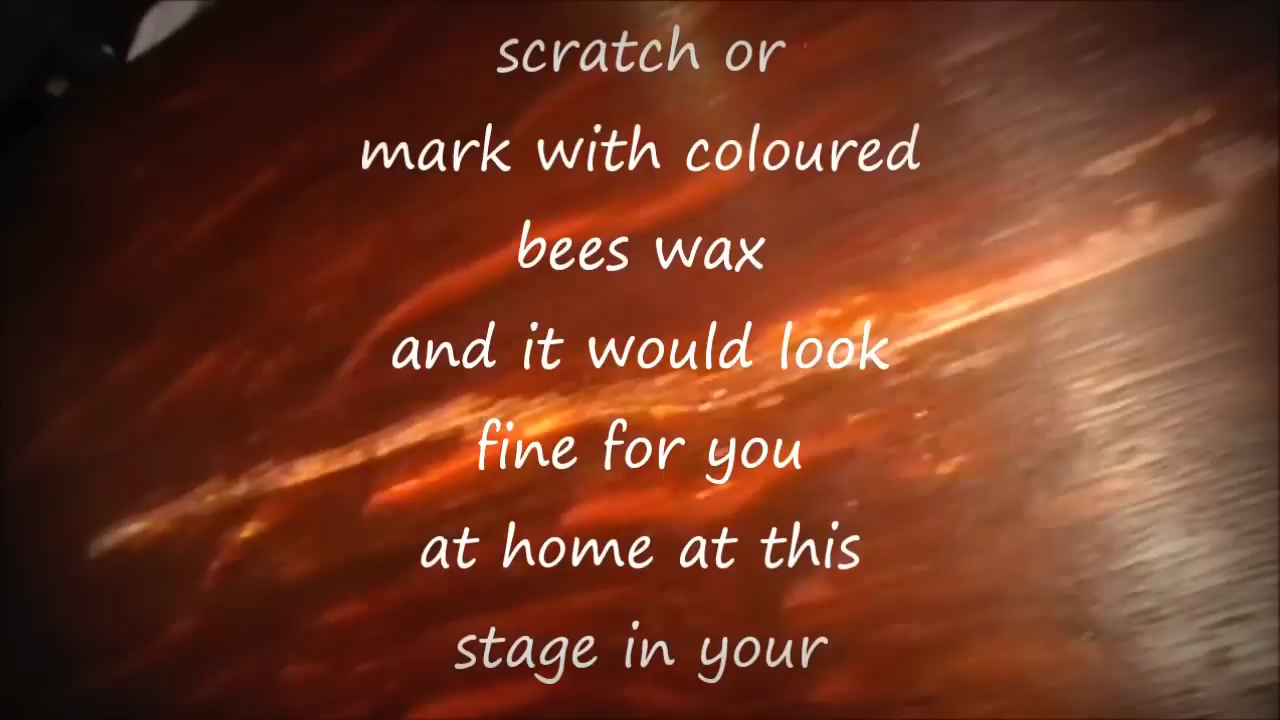 scratch or
mark with coloured
bees wax
and it would look
fine for you
at home at this
stage in your